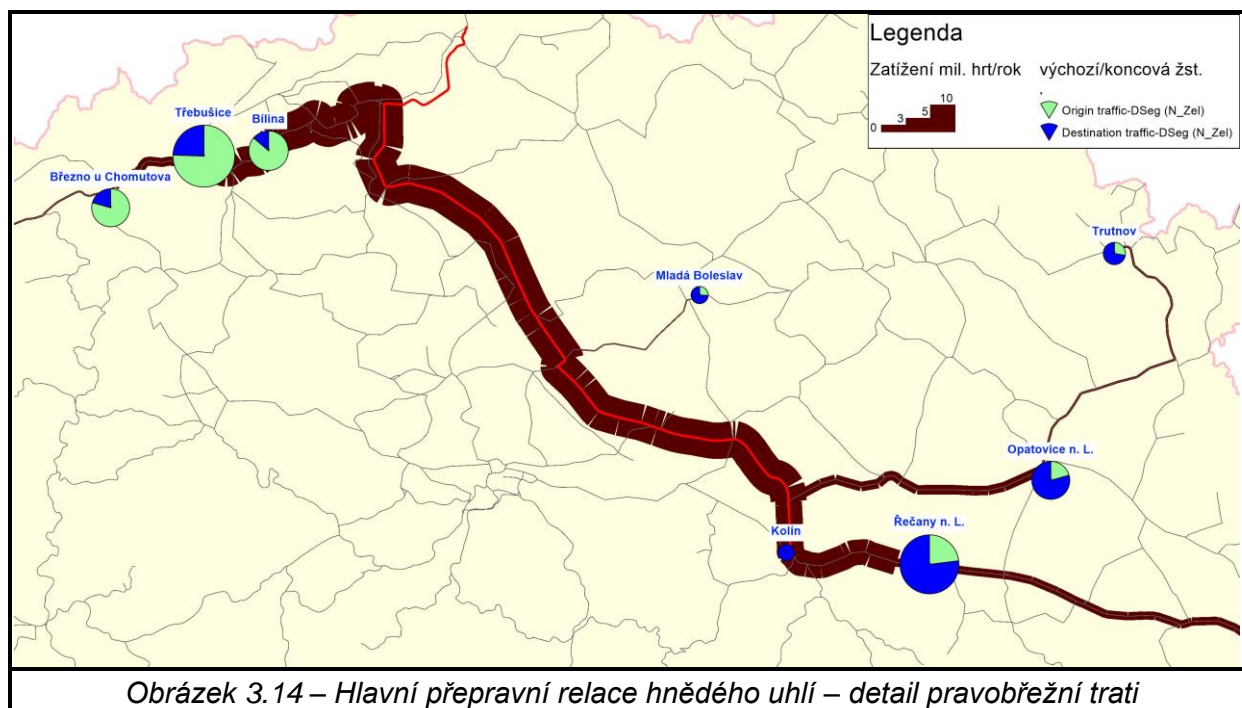 Legenda
Zatížení mil. hrt/rok
výchozí/koncová žst.
.
0 3 5 10
Origin traffic-DSeg (N_Zel)
Destination traffic-DSeg (N_Zel)
Třebušice
Bílina
Březno u Chomutova
Trutnov
Mladá Boleslav
Opatovice n. L.
Řečany n. L.
Kolín
Obrázek 3.14 – Hlavní přepravní relace hnědého uhlí – detail pravobřežní trati